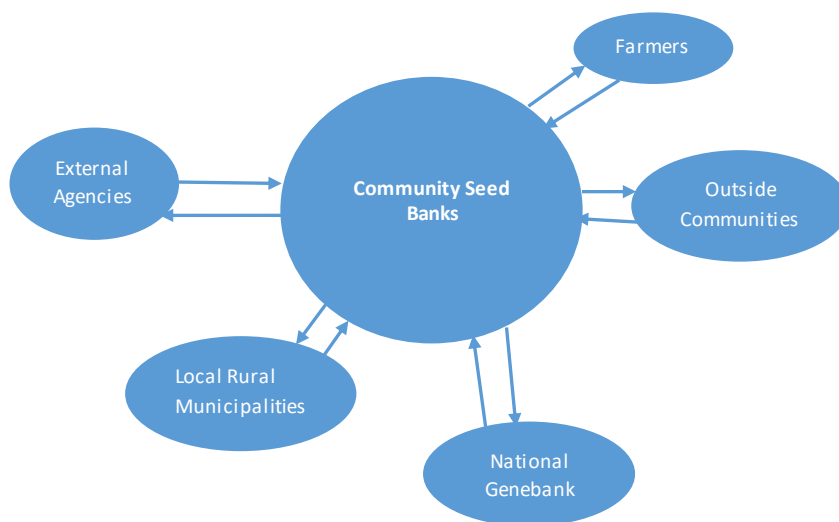 Farmers
External
Agencies
Community Seed
Banks
Outside
Communities
Local Rural
Municipalities
National
Genebank